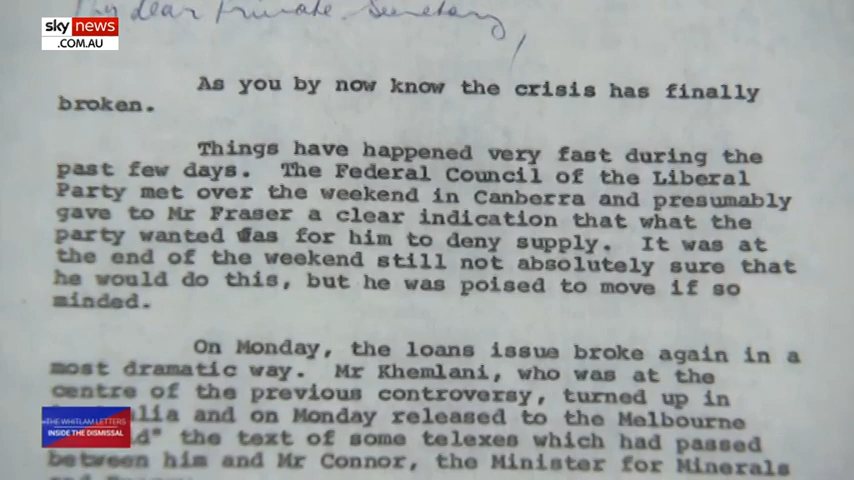 sky news
.COM.AU
My dear Private Secretary,
As you by now know the crisis has finally
broken.
Things have happened very fast during the
past few days. The Federal Council of the Liberal
Party met over the weekend in Canberra and presumably
gave to Mr Fraser a clear indication that what the
party wanted was for him to deny supply. It was at
the end of the weekend still not absolutely sure that
he would do this, but he was poised to move if so
minded.
On Monday, the loans issue broke again in a
most dramatic way. Mr Khemlani, who was at the
centre of the previous controversy, turned up in
and on Monday released to the Melbourne
the text of some telexes which had passed
between him and Mr Connor, the Minister for Minerals
THE WHITLAM LETTERS
INSIDE THE DISMISSAL